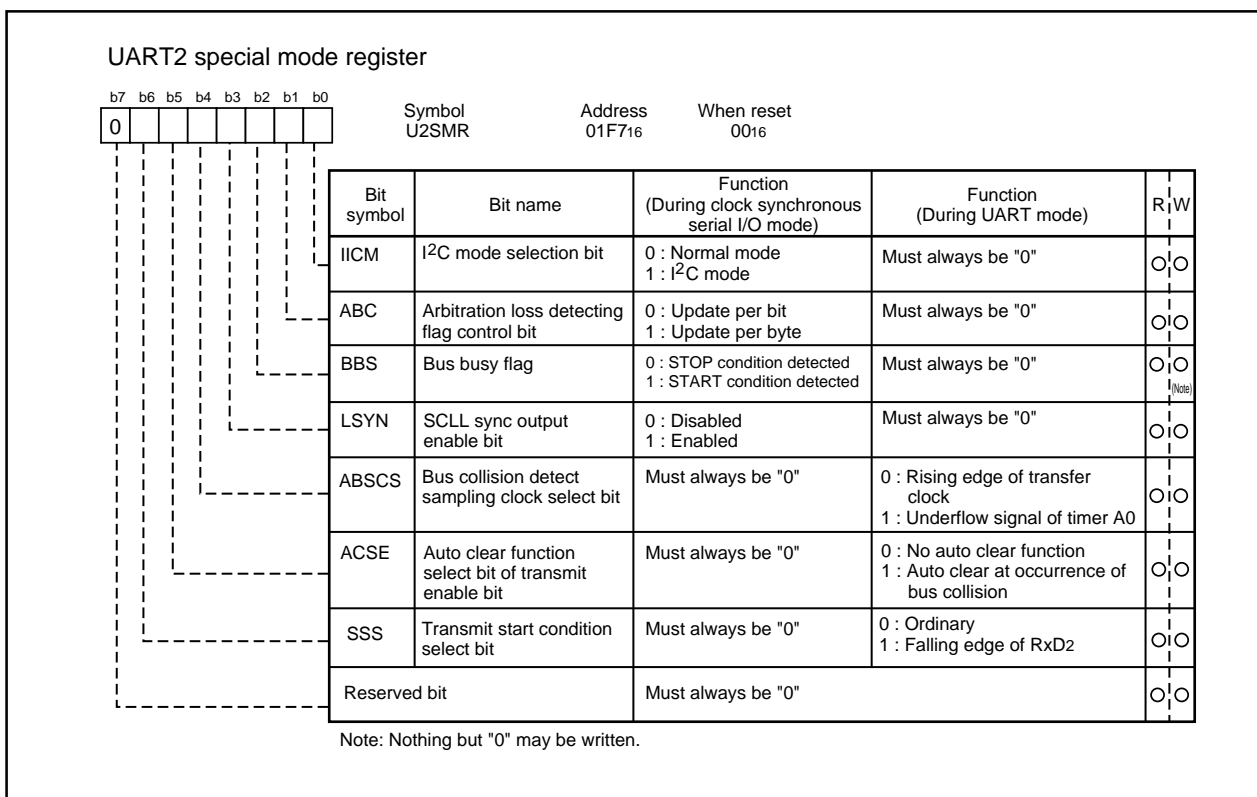 UART2 special mode register
b7 b6 b5 b4 b3 b2 b1 b0
0
Symbol Address When reset
U2SMR 01F716 0016
Bit symbol Bit name Function (During clock synchronous serial I/O mode) Function (During UART mode) R W
IICM I2C mode selection bit 0 : Normal mode 1 : I2C mode Must always be "0"
ABC Arbitration loss detecting flag control bit 0 : Update per bit 1 : Update per byte Must always be "0"
BBS Bus busy flag 0 : STOP condition detected 1 : START condition detected Must always be "0" (Note)
LSYN SCLL sync output enable bit 0 : Disabled 1 : Enabled Must always be "0"
ABSCS Bus collision detect sampling clock select bit Must always be "0" 0 : Rising edge of transfer clock 1 : Underflow signal of timer A0
ACSE Auto clear function select bit of transmit enable bit Must always be "0" 0 : No auto clear function 1 : Auto clear at occurrence of bus collision
SSS Transmit start condition select bit Must always be "0" 0 : Ordinary 1 : Falling edge of RxD2
Reserved bit Must always be "0"
Note: Nothing but "0" may be written.